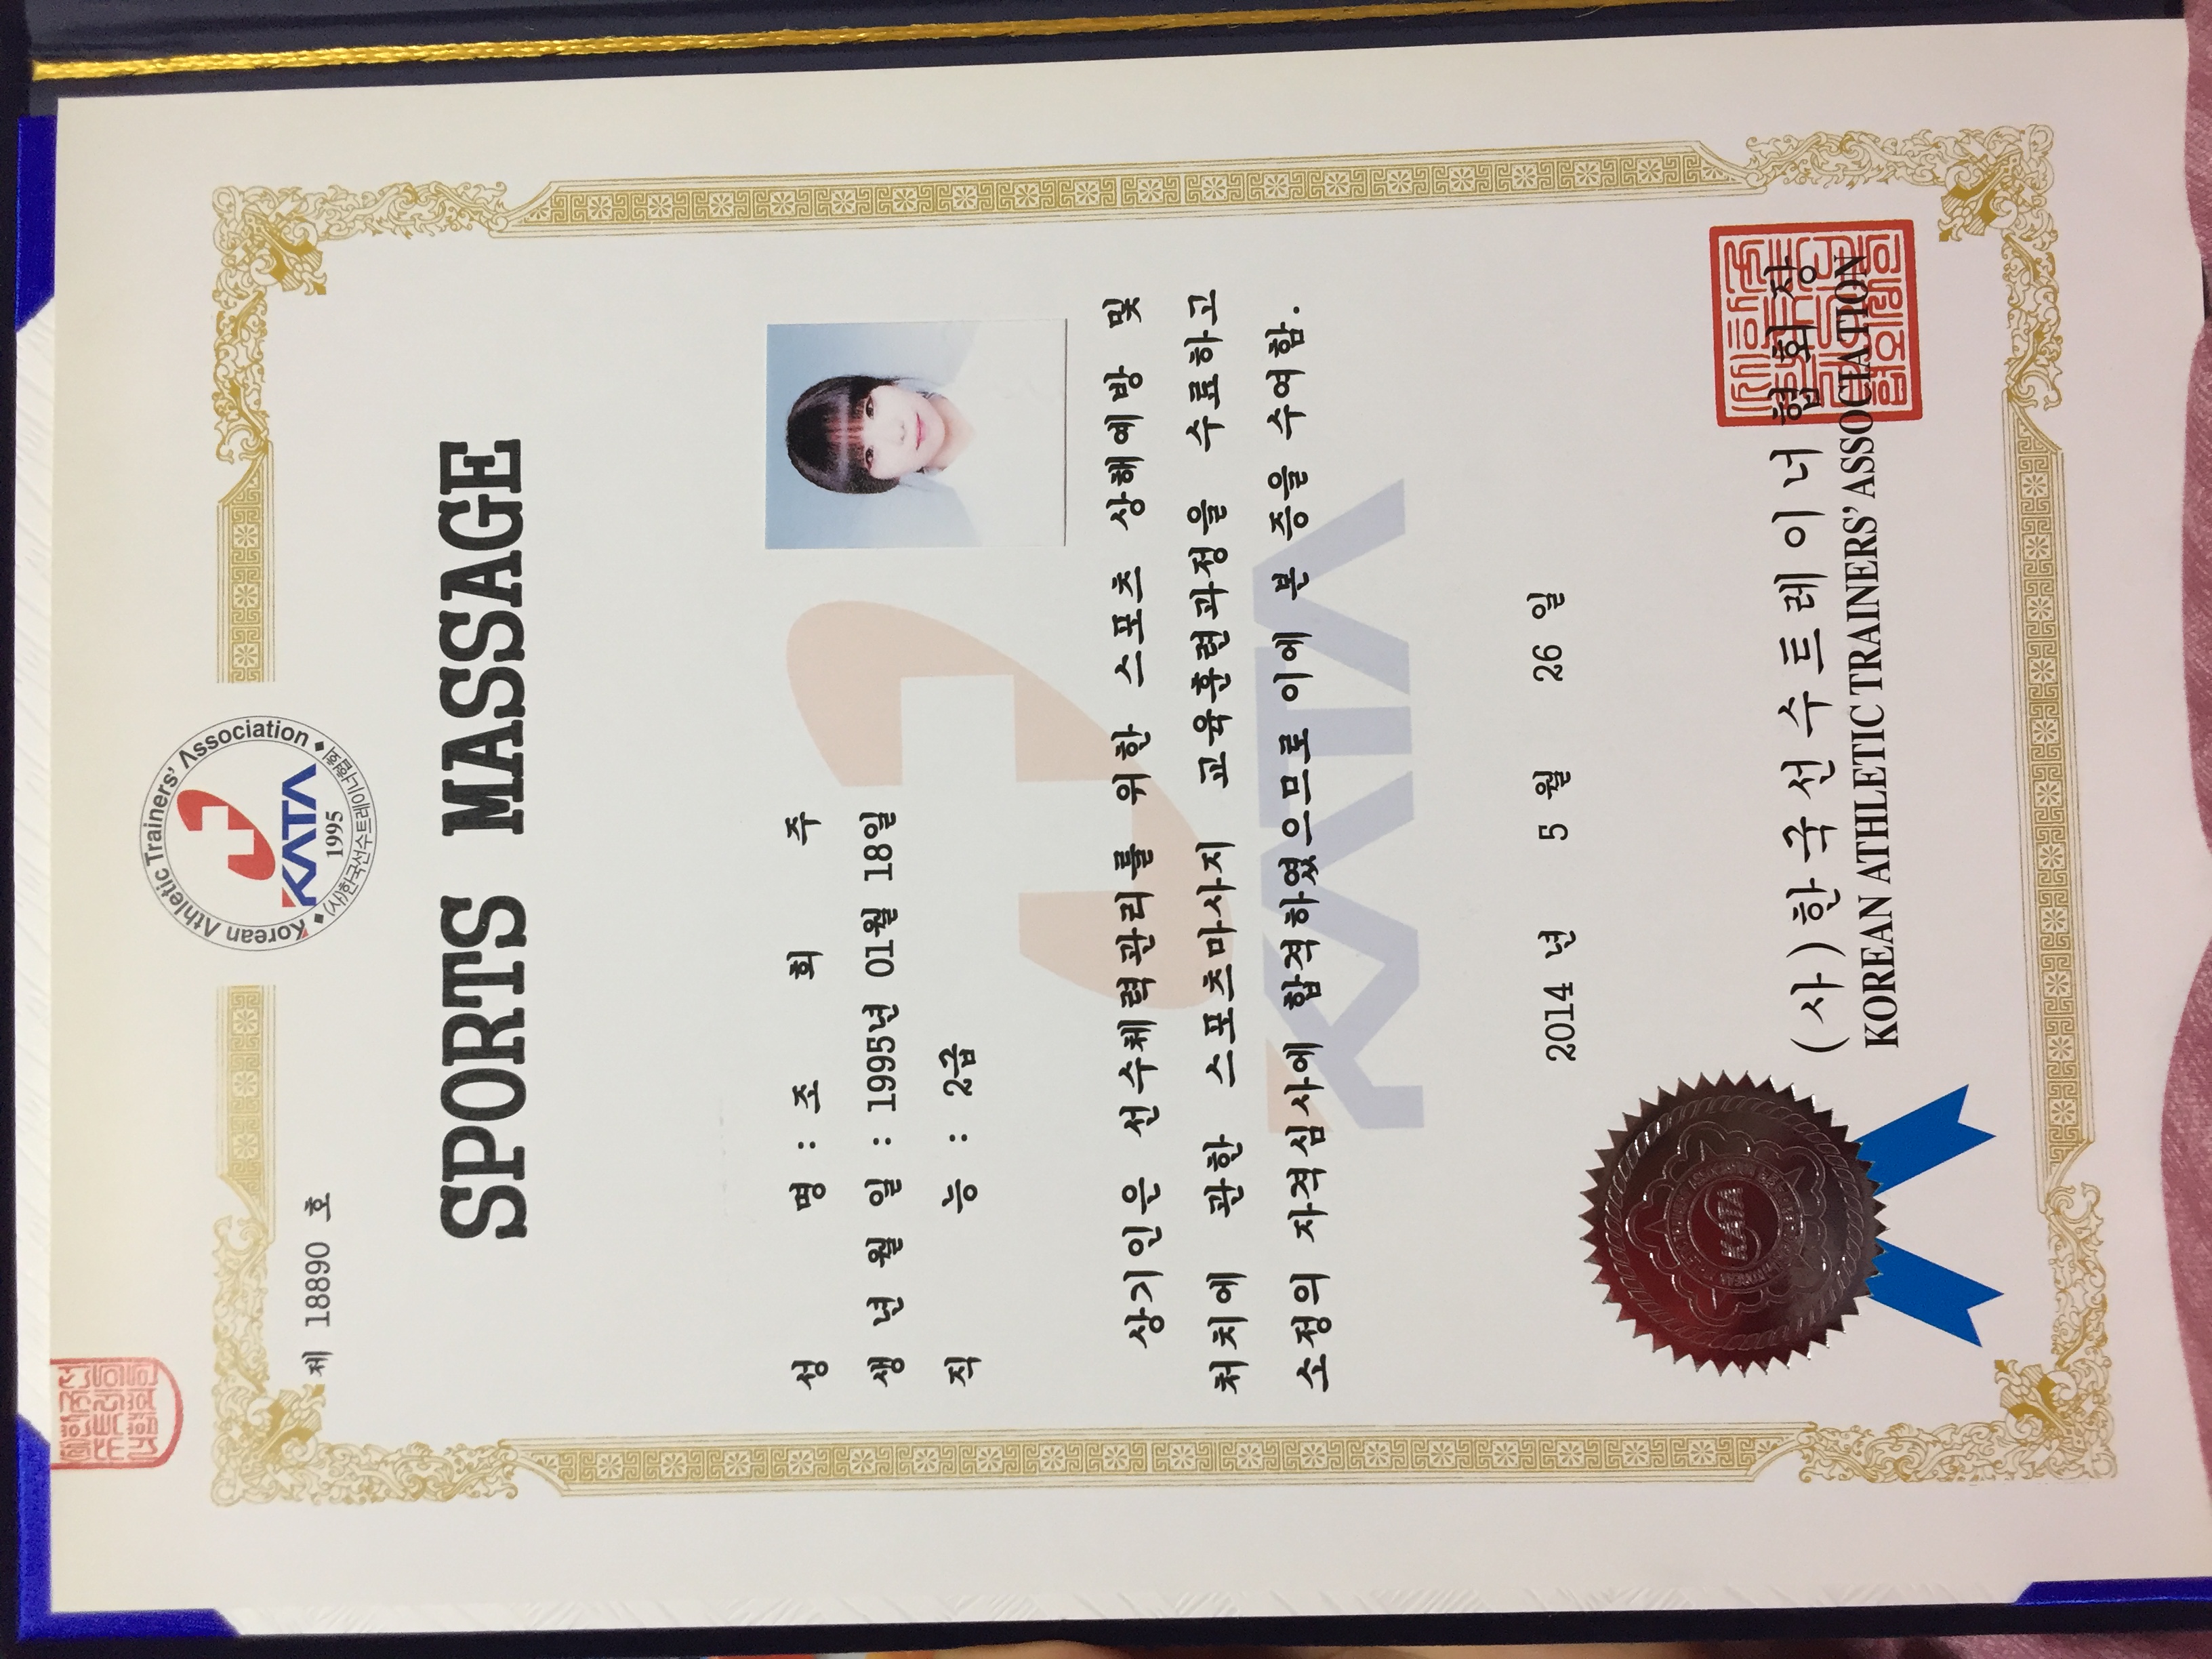 Korean Athletic Trainers' Association
KATA
1995
(사)한국선수트레이너협회
제 18890 호
SPORTS MASSAGE
성 명 : 조 회 주
생 년 월 일 : 1995년 01월 18일
직 능 : 2급
상기인은 선수체력관리를 위한 스포츠 상해예방 및
처치에 관한 스포츠마사지 교육훈련과정을 수료하고
소정의 자격심사에 합격하였으므로 이에 본 증을 수여함.
KATA
2014 년 5 월 26 일
(사)한국선수트레이너 협회장
KOREAN ATHLETIC TRAINERS' ASSOCIATION
KATA